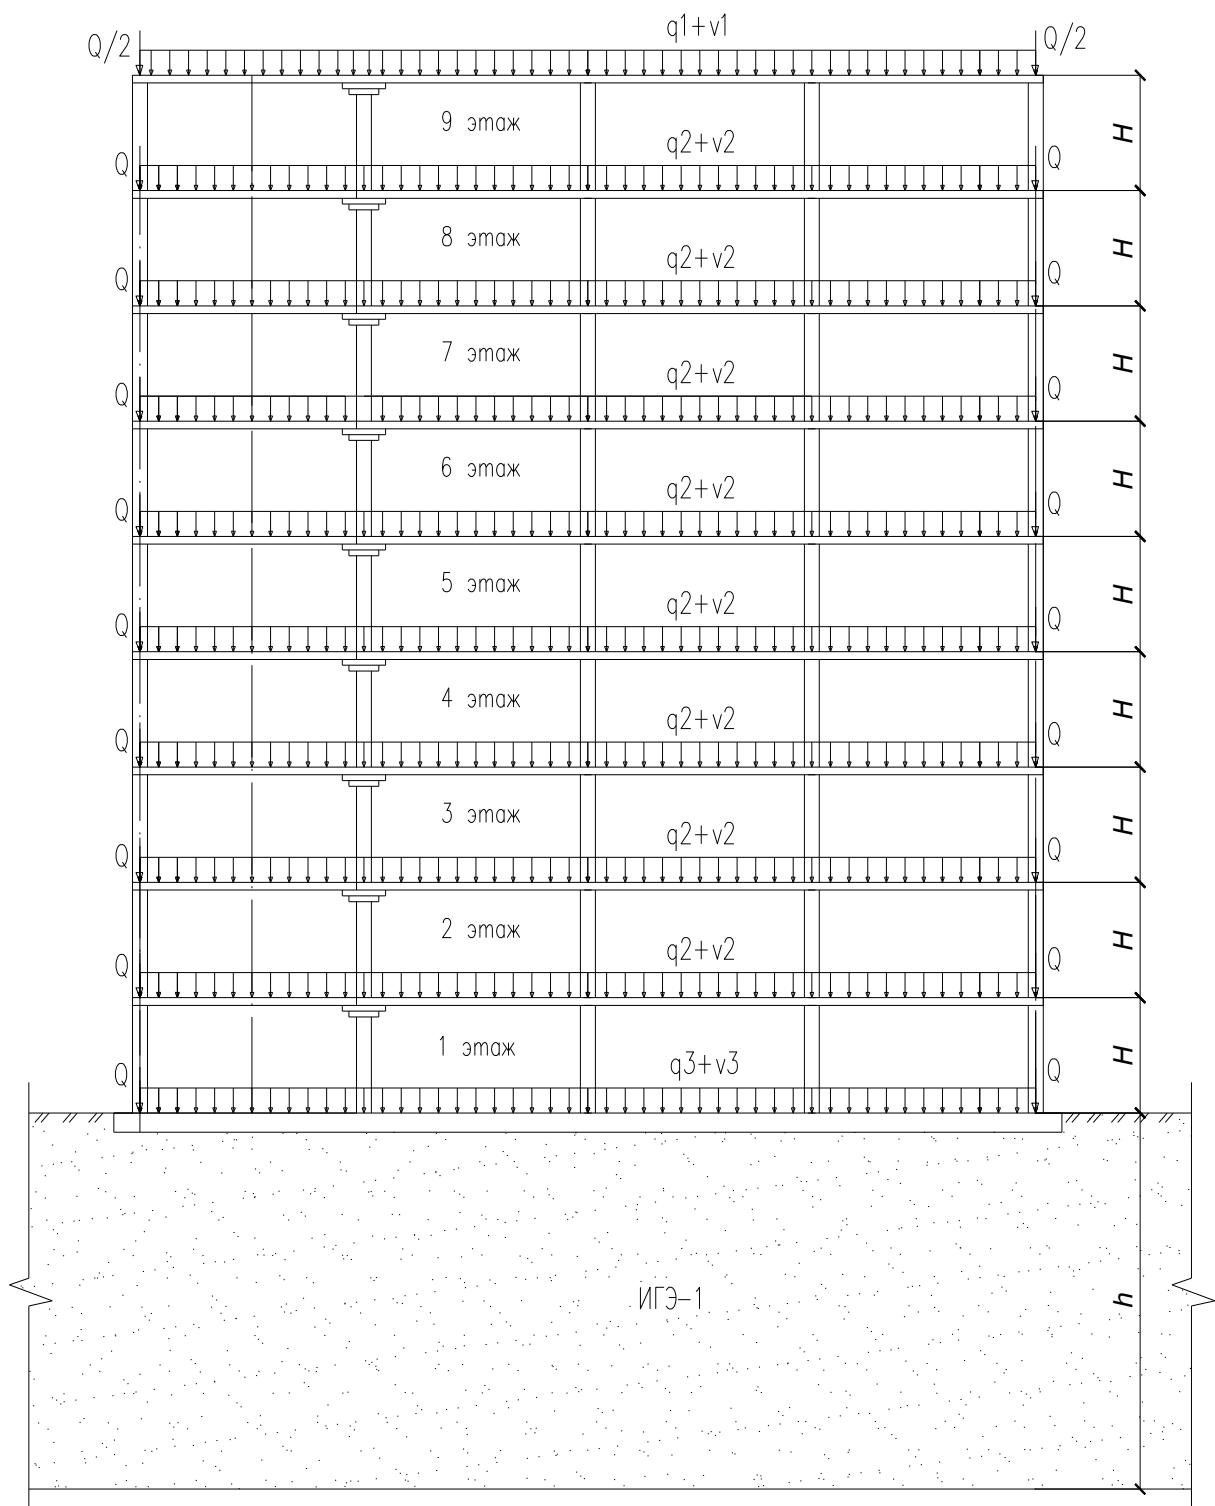 q1+v1
Q/2 Q/2
9 этаж H
q2+v2
Q Q
8 этаж H
q2+v2
Q Q
7 этаж H
q2+v2
Q Q
6 этаж H
q2+v2
Q Q
5 этаж H
q2+v2
Q Q
4 этаж H
q2+v2
Q Q
3 этаж H
q2+v2
Q Q
2 этаж H
q2+v2
Q Q
1 этаж H
q3+v3
Q Q
ИГЭ-1 h